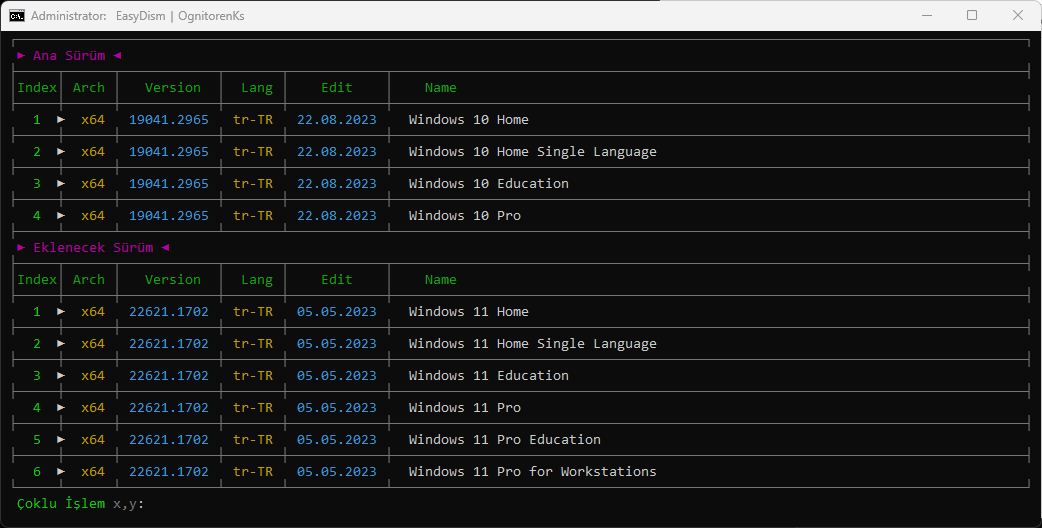 Administrator: EasyDism | OgnitorenKs
► Ana Sürüm ◄
Index Arch Version Lang Edit Name
1 ► x64 19041.2965 tr-TR 22.08.2023 Windows 10 Home
2 ► x64 19041.2965 tr-TR 22.08.2023 Windows 10 Home Single Language
3 ► x64 19041.2965 tr-TR 22.08.2023 Windows 10 Education
4 ► x64 19041.2965 tr-TR 22.08.2023 Windows 10 Pro
► Eklenecek Sürüm ◄
Index Arch Version Lang Edit Name
1 ► x64 22621.1702 tr-TR 05.05.2023 Windows 11 Home
2 ► x64 22621.1702 tr-TR 05.05.2023 Windows 11 Home Single Language
3 ► x64 22621.1702 tr-TR 05.05.2023 Windows 11 Education
4 ► x64 22621.1702 tr-TR 05.05.2023 Windows 11 Pro
5 ► x64 22621.1702 tr-TR 05.05.2023 Windows 11 Pro Education
6 ► x64 22621.1702 tr-TR 05.05.2023 Windows 11 Pro for Workstations
Çoklu İşlem x,y: